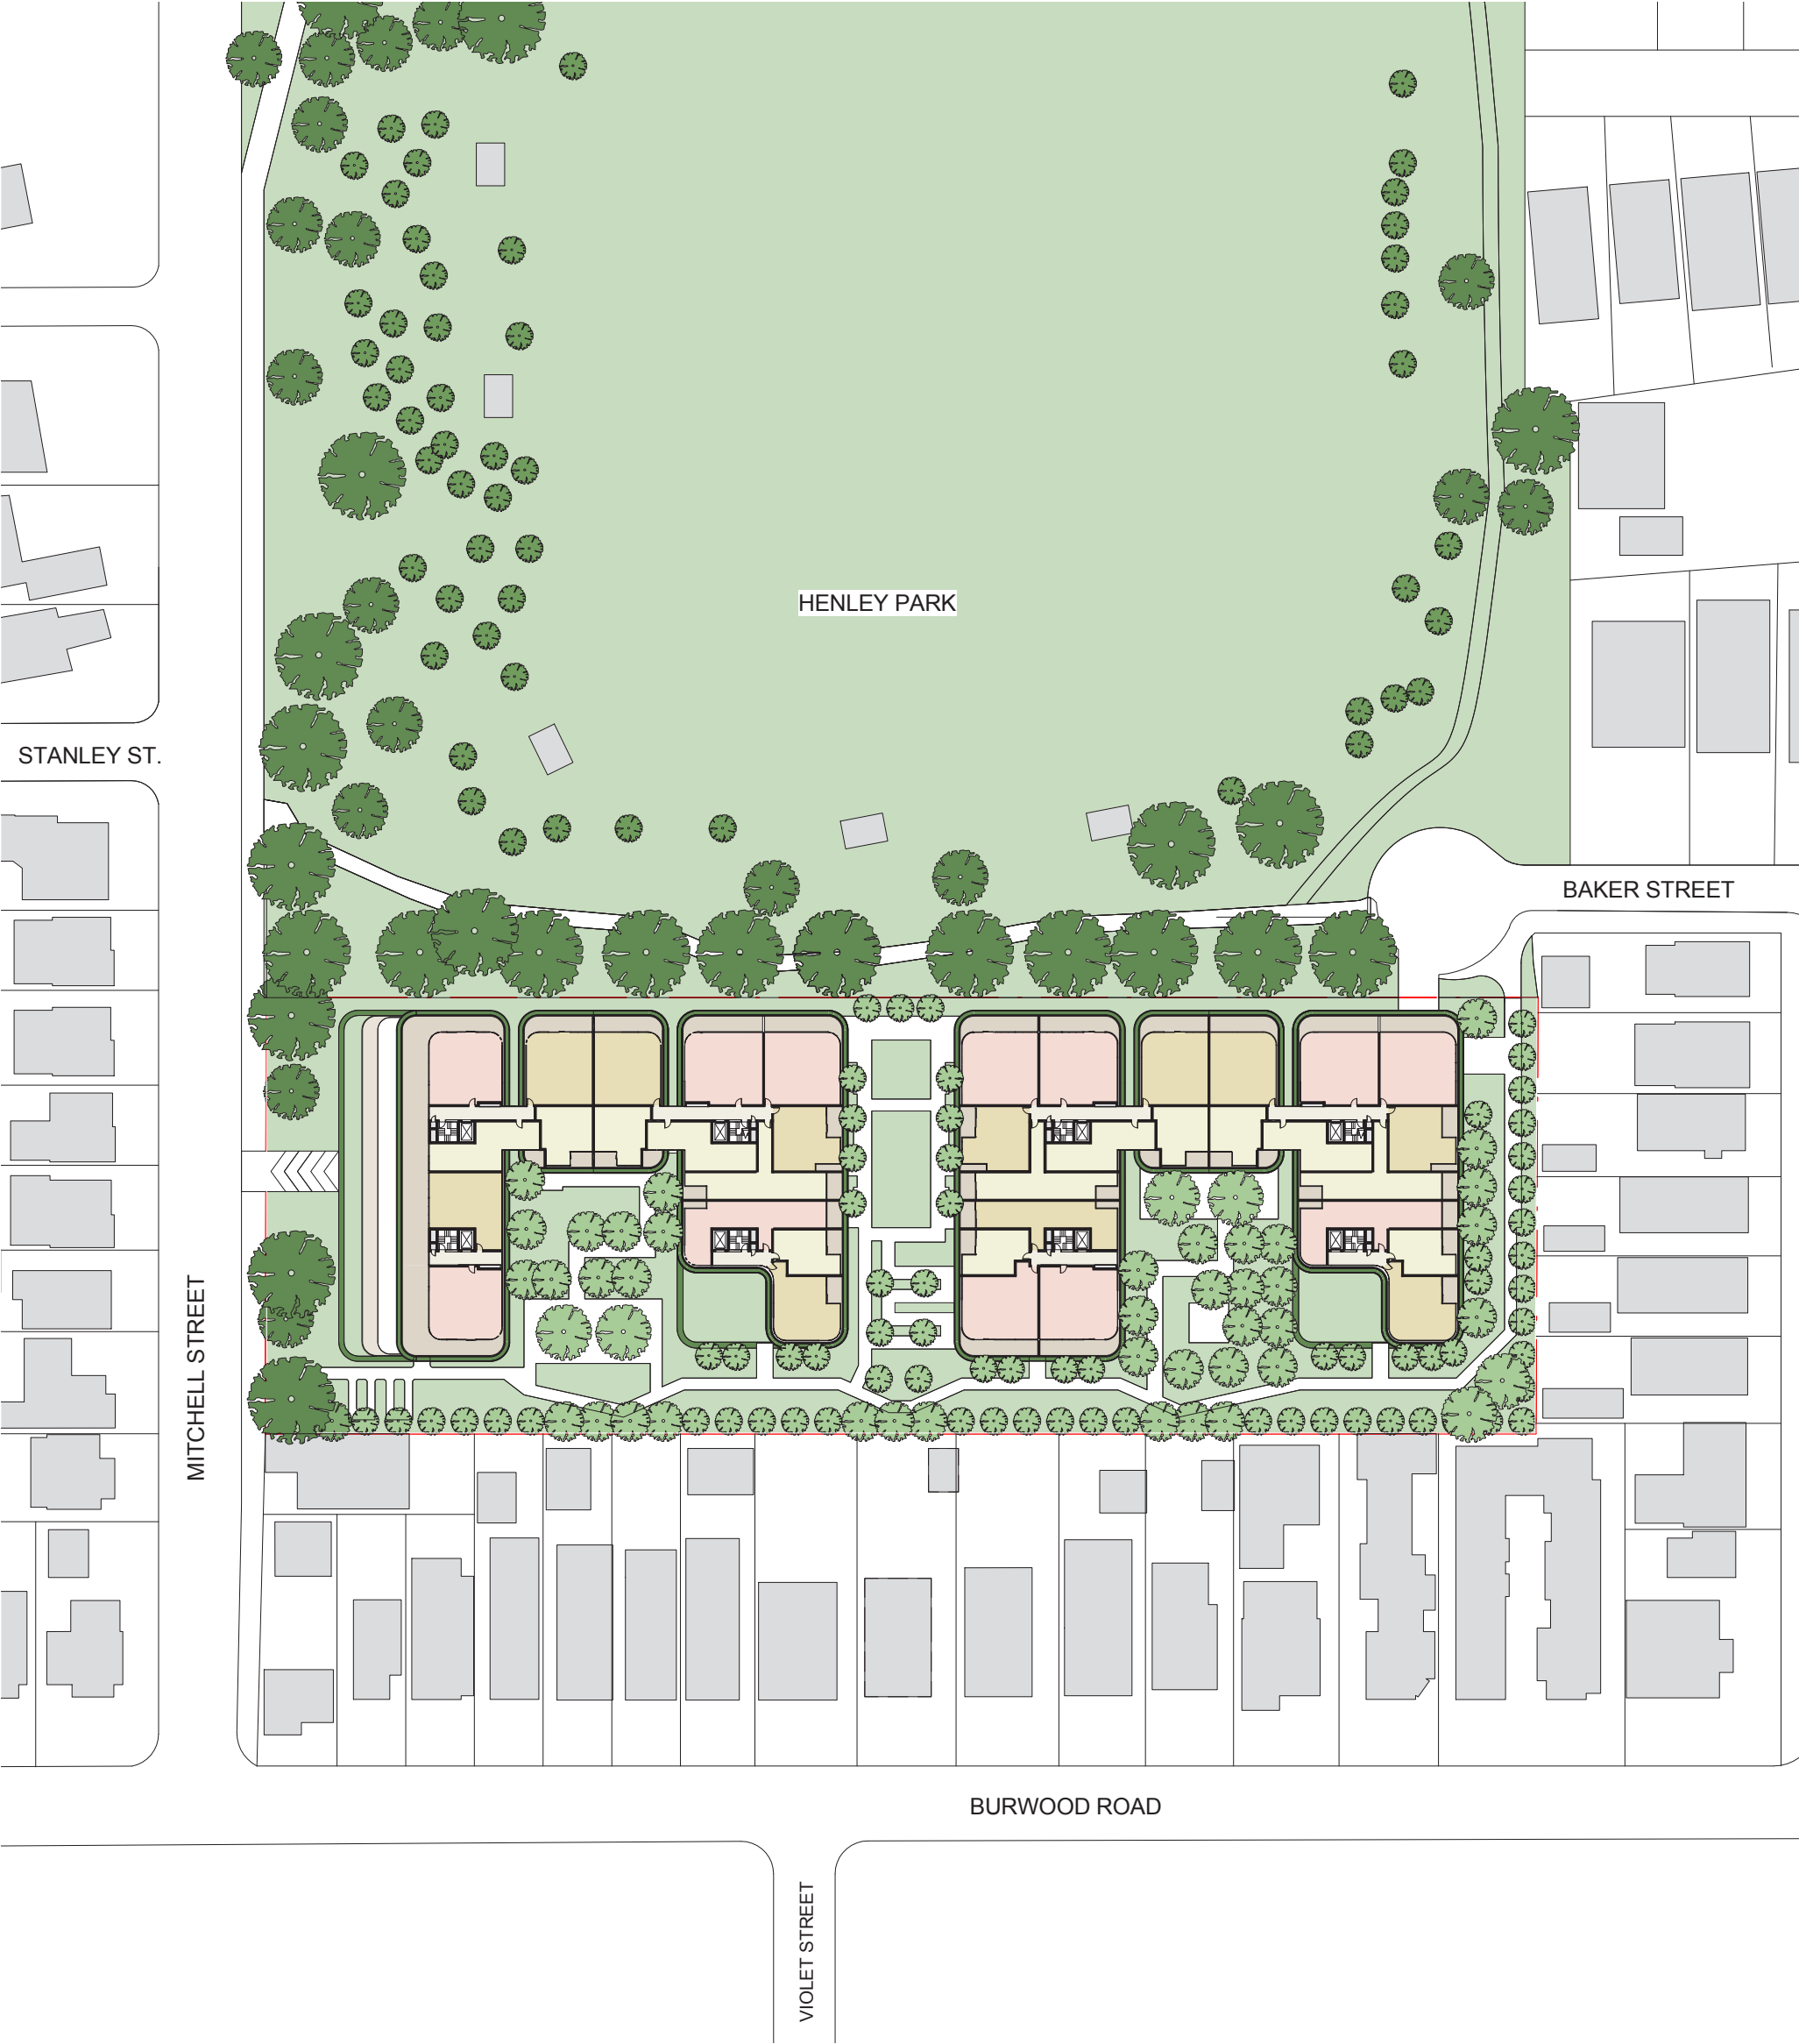 HENLEY PARK
STANLEY ST.
BAKER STREET
MITCHELL STREET
BURWOOD ROAD
VIOLET STREET